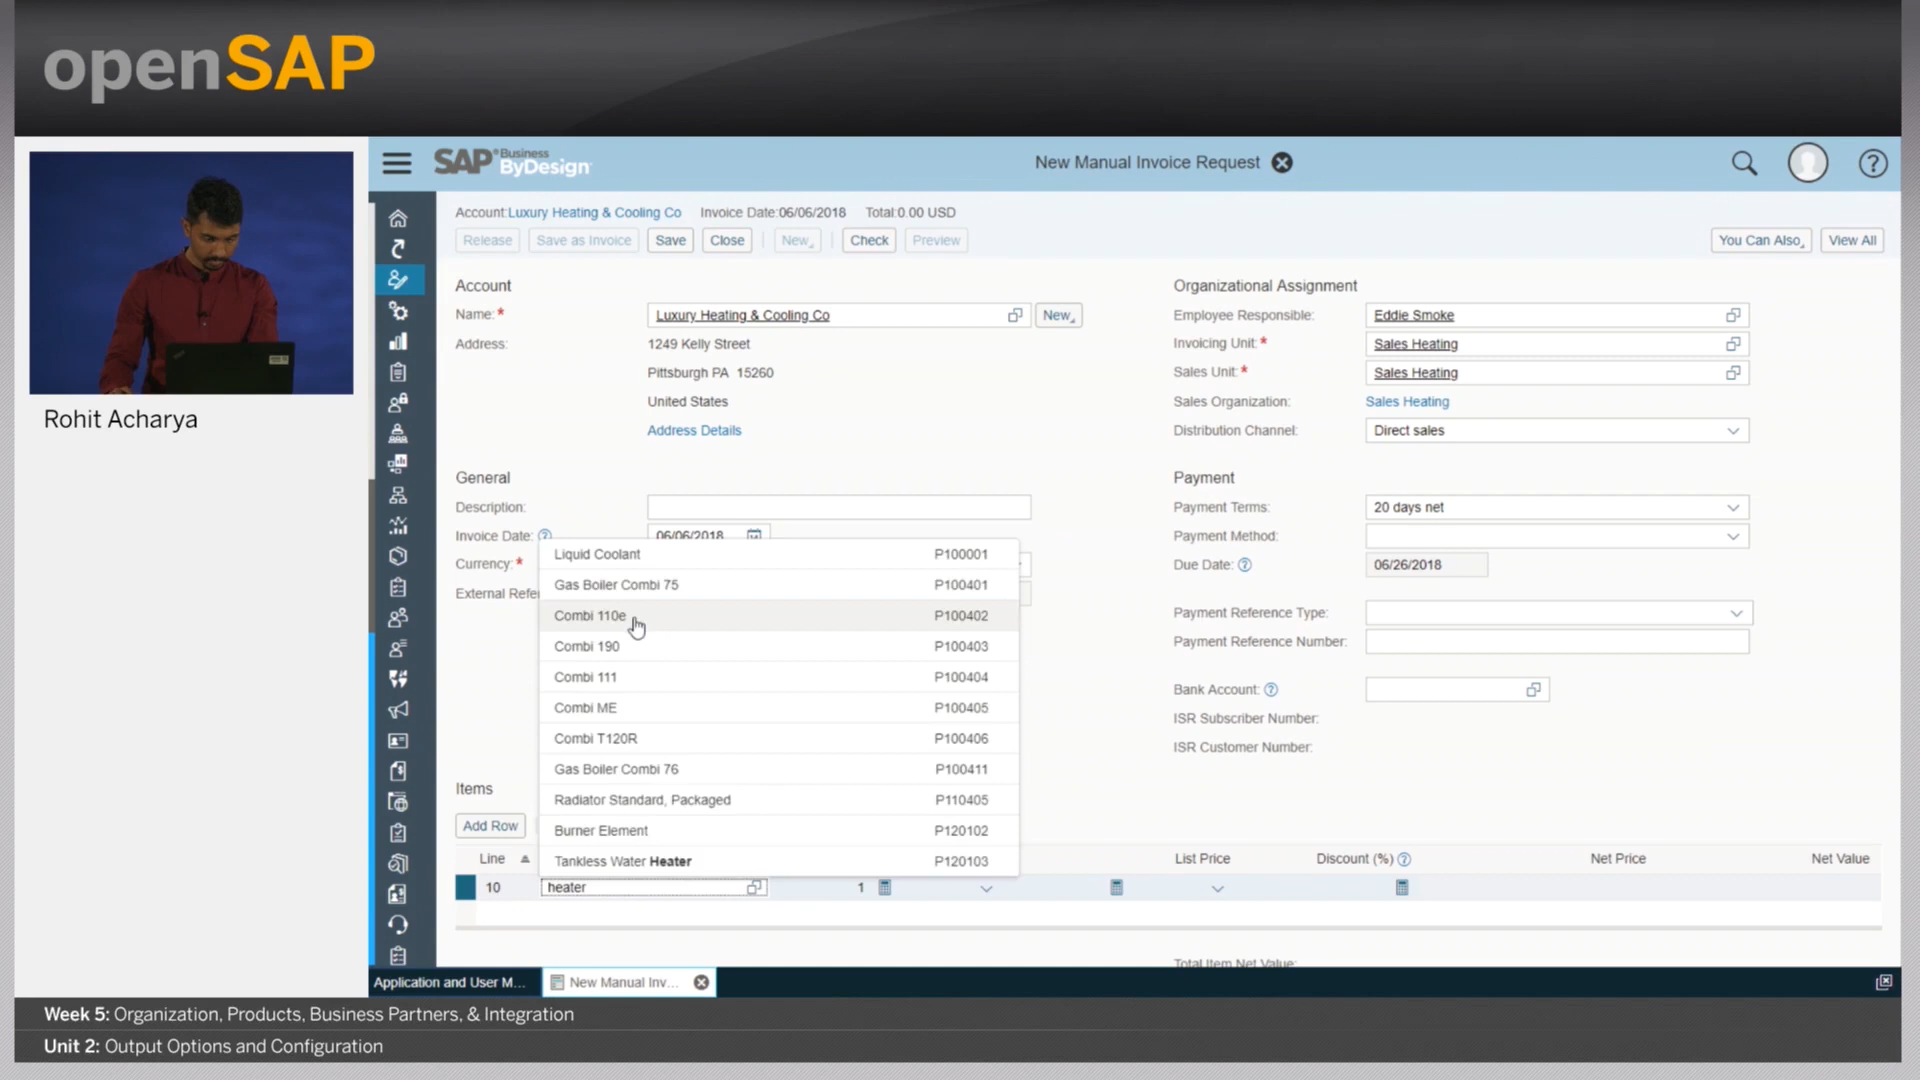 openSAP
Rohit Acharya
SAP Business ByDesign
New Manual Invoice Request
Account:Luxury Heating & Cooling Co Invoice Date:06/06/2018 Total:0.00 USD
Release Save as Invoice Save Close New Check Preview You Can Also View All
Account
Name:* Luxury Heating & Cooling Co New
Address: 1249 Kelly Street
Pittsburgh PA 15260
United States
Address Details
General
Description:
Invoice Date: 06/06/2018
Currency:*
External Refe
Organizational Assignment
Employee Responsible: Eddie Smoke
Invoicing Unit:* Sales Heating
Sales Unit:* Sales Heating
Sales Organization: Sales Heating
Distribution Channel: Direct sales
Payment
Payment Terms: 20 days net
Payment Method:
Due Date: 06/26/2018
Payment Reference Type:
Payment Reference Number:
Bank Account:
ISR Subscriber Number:
ISR Customer Number:
Liquid Coolant P100001
Gas Boiler Combi 75 P100401
Combi 110e P100402
Combi 190 P100403
Combi 111 P100404
Combi ME P100405
Combi T120R P100406
Gas Boiler Combi 76 P100411
Radiator Standard, Packaged P110405
Burner Element P120102
Tankless Water Heater P120103
Items
Add Row
Line List Price Discount (%) Net Price Net Value
10 heater 1
Total Item Net Value:
Application and User M... New Manual Inv...
Week 5: Organization, Products, Business Partners, & Integration
Unit 2: Output Options and Configuration